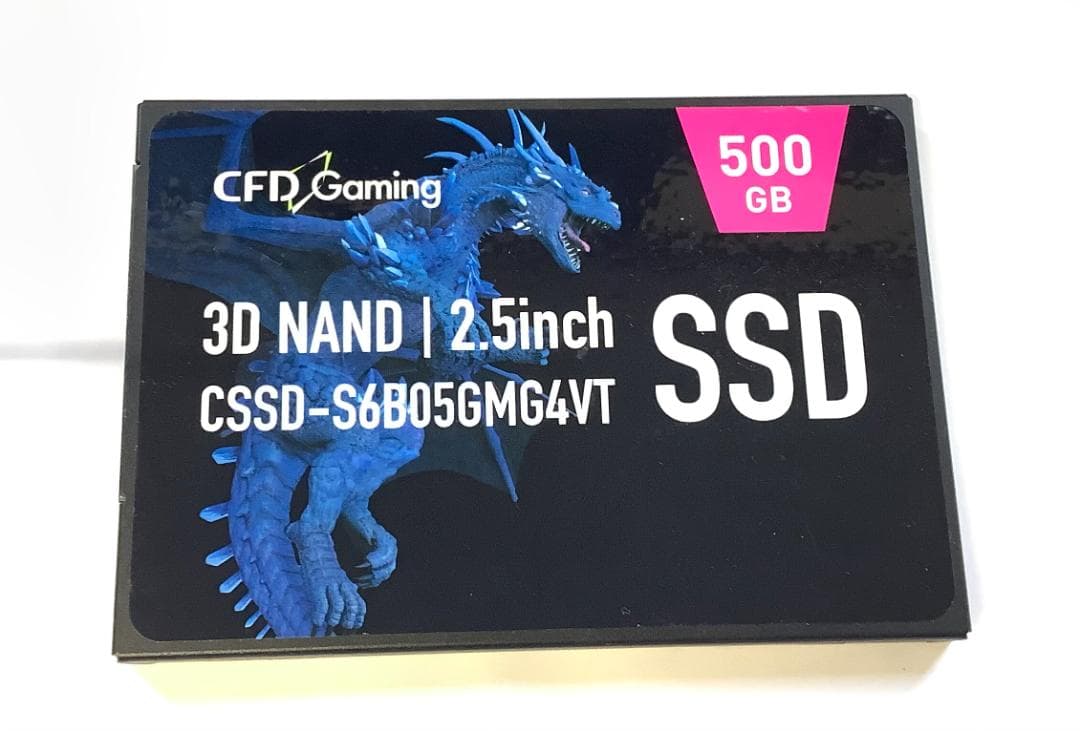 CFD Gaming
500
GB
3D NAND | 2.5inch
CSSD-S6B05GMG4VT
SSD